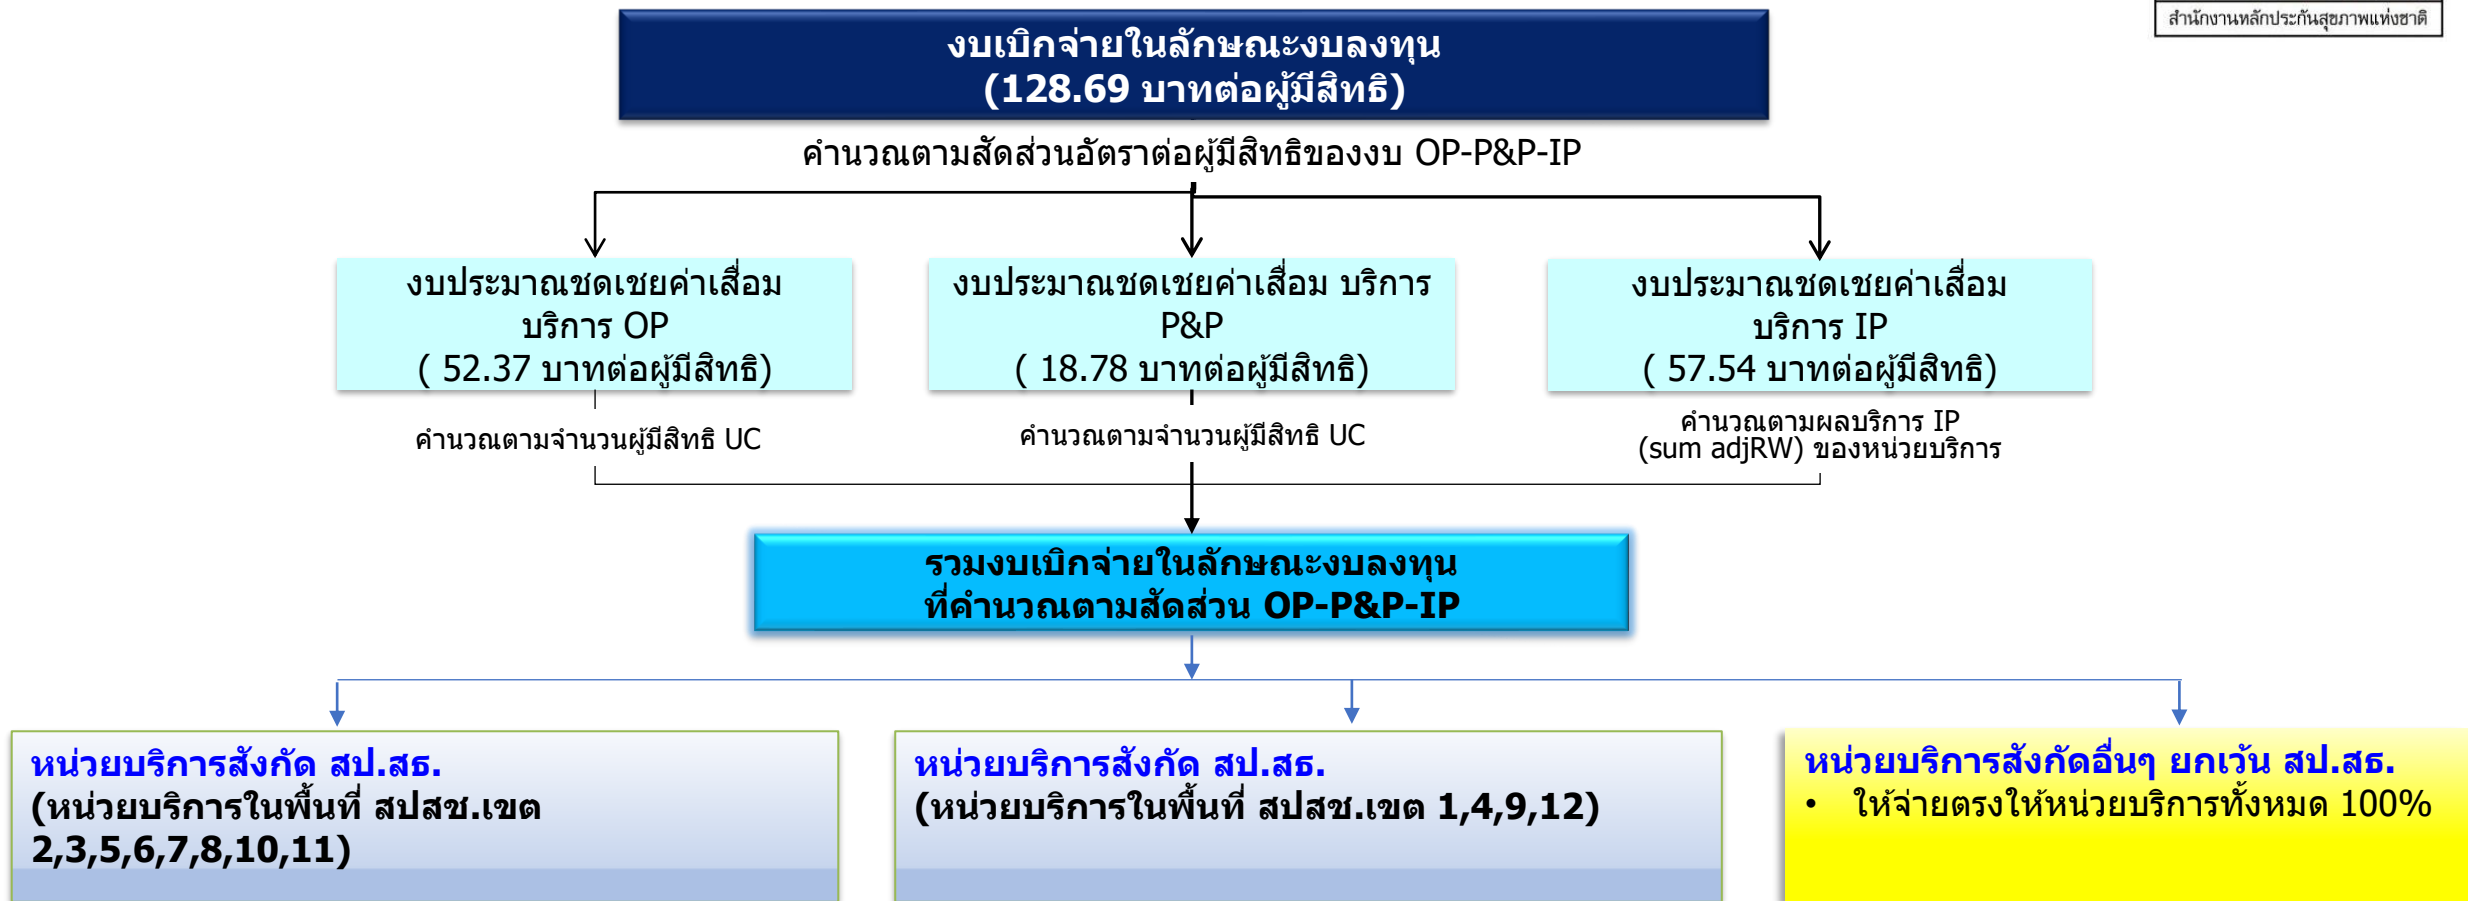 สำนักงานหลักประกันสุขภาพแห่งชาติ
งบเบิกจ่ายในลักษณะงบลงทุน
(128.69 บาทต่อผู้มีสิทธิ)
คำนวณตามสัดส่วนอัตราต่อผู้มีสิทธิของงบ OP-P&P-IP
งบประมาณชดเชยค่าเสื่อม
บริการ OP
( 52.37 บาทต่อผู้มีสิทธิ)
งบประมาณชดเชยค่าเสื่อม บริการ
P&P
( 18.78 บาทต่อผู้มีสิทธิ)
งบประมาณชดเชยค่าเสื่อม
บริการ IP
( 57.54 บาทต่อผู้มีสิทธิ)
คำนวณตามจำนวนผู้มีสิทธิ UC
คำนวณตามจำนวนผู้มีสิทธิ UC
คำนวณตามผลบริการ IP
(sum adjRW) ของหน่วยบริการ
รวมงบเบิกจ่ายในลักษณะงบลงทุน
ที่คำนวณตามสัดส่วน OP-P&P-IP
หน่วยบริการสังกัด สป.สธ.
(หน่วยบริการในพื้นที่ สปสช.เขต
2,3,5,6,7,8,10,11)
หน่วยบริการสังกัด สป.สธ.
(หน่วยบริการในพื้นที่ สปสช.เขต 1,4,9,12)
หน่วยบริการสังกัดอื่นๆ ยกเว้น สป.สธ.
• ให้จ่ายตรงให้หน่วยบริการทั้งหมด 100%